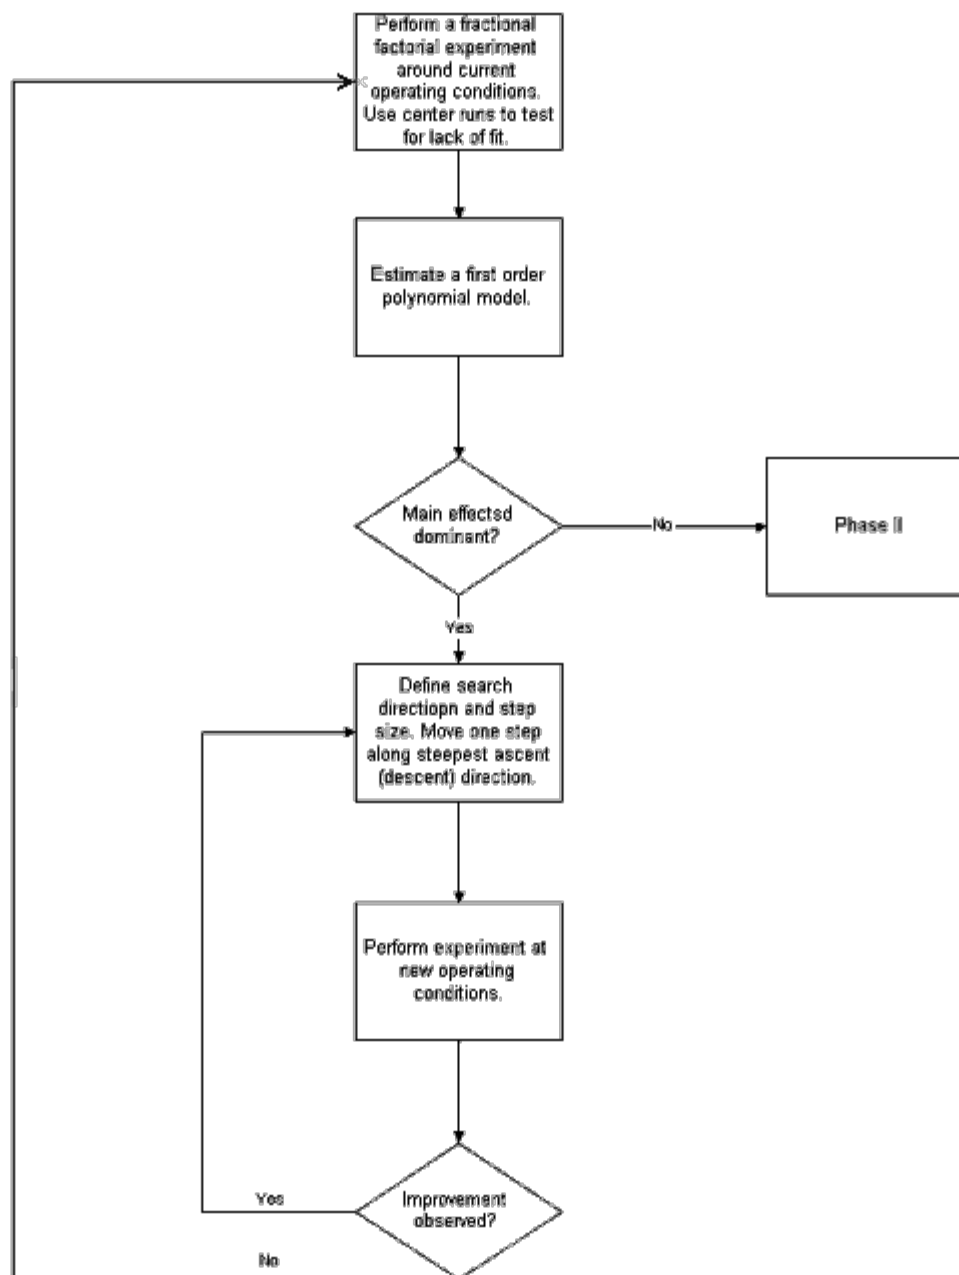 Perform a fractional
factorial experiment
around current
operating conditions.
Use center runs to test
for lack of fit.
Estimate a first order
polynomial model.
Main effectsd
dominant?
No
Phase II
Yes
Define search
directiopn and step
size. Move one step
along steepest ascent
(descent) direction.
Perform experiment at
new operating
conditions.
Improvement
observed?
Yes
No